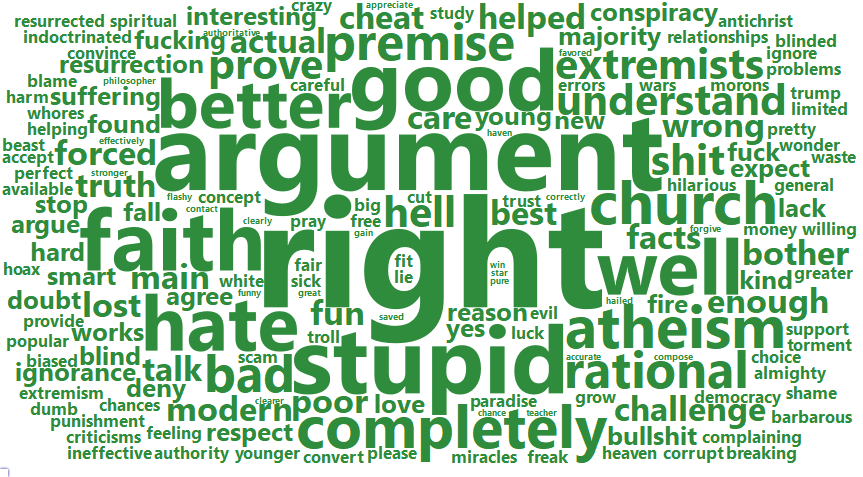 resurrected spiritual interesting crazy appreciate
indoctrinated fucking authoritative actual cheat study helped conspiracy antichrist
convince premise majority relationships blinded
resurrection prove good favored extremists ignore
blame philosopher careful errors wars morons problems
harm suffering better understand trump
whores care young new limited
helping found haven wrong pretty
beast effectively argument wonder
accept forced shit fuck waste
perfect stronger expect
available truth flashy concept cut trust correctly hilarious general
stop fall contact big hell best church lack
argue faith clearly pray free gain right facts forgive money willing
hard fair fit well bother
hoax smart main white sick lie win star pure kind greater
doubt lost agree funny great hailed fire enough
provide hate fun saved reason evil
popular works troll yes luck atheism support
biased blind scam stupid accurate compose choice torment
ignorance talk bad rational almighty
extremism deny grow democracy shame
dumb chances modern clearer poor love paradise challenge barbarous
punishment completely chance teacher
criticisms feeling respect bullshit complaining
ineffective authority younger convert please miracles freak heaven corrupt breaking